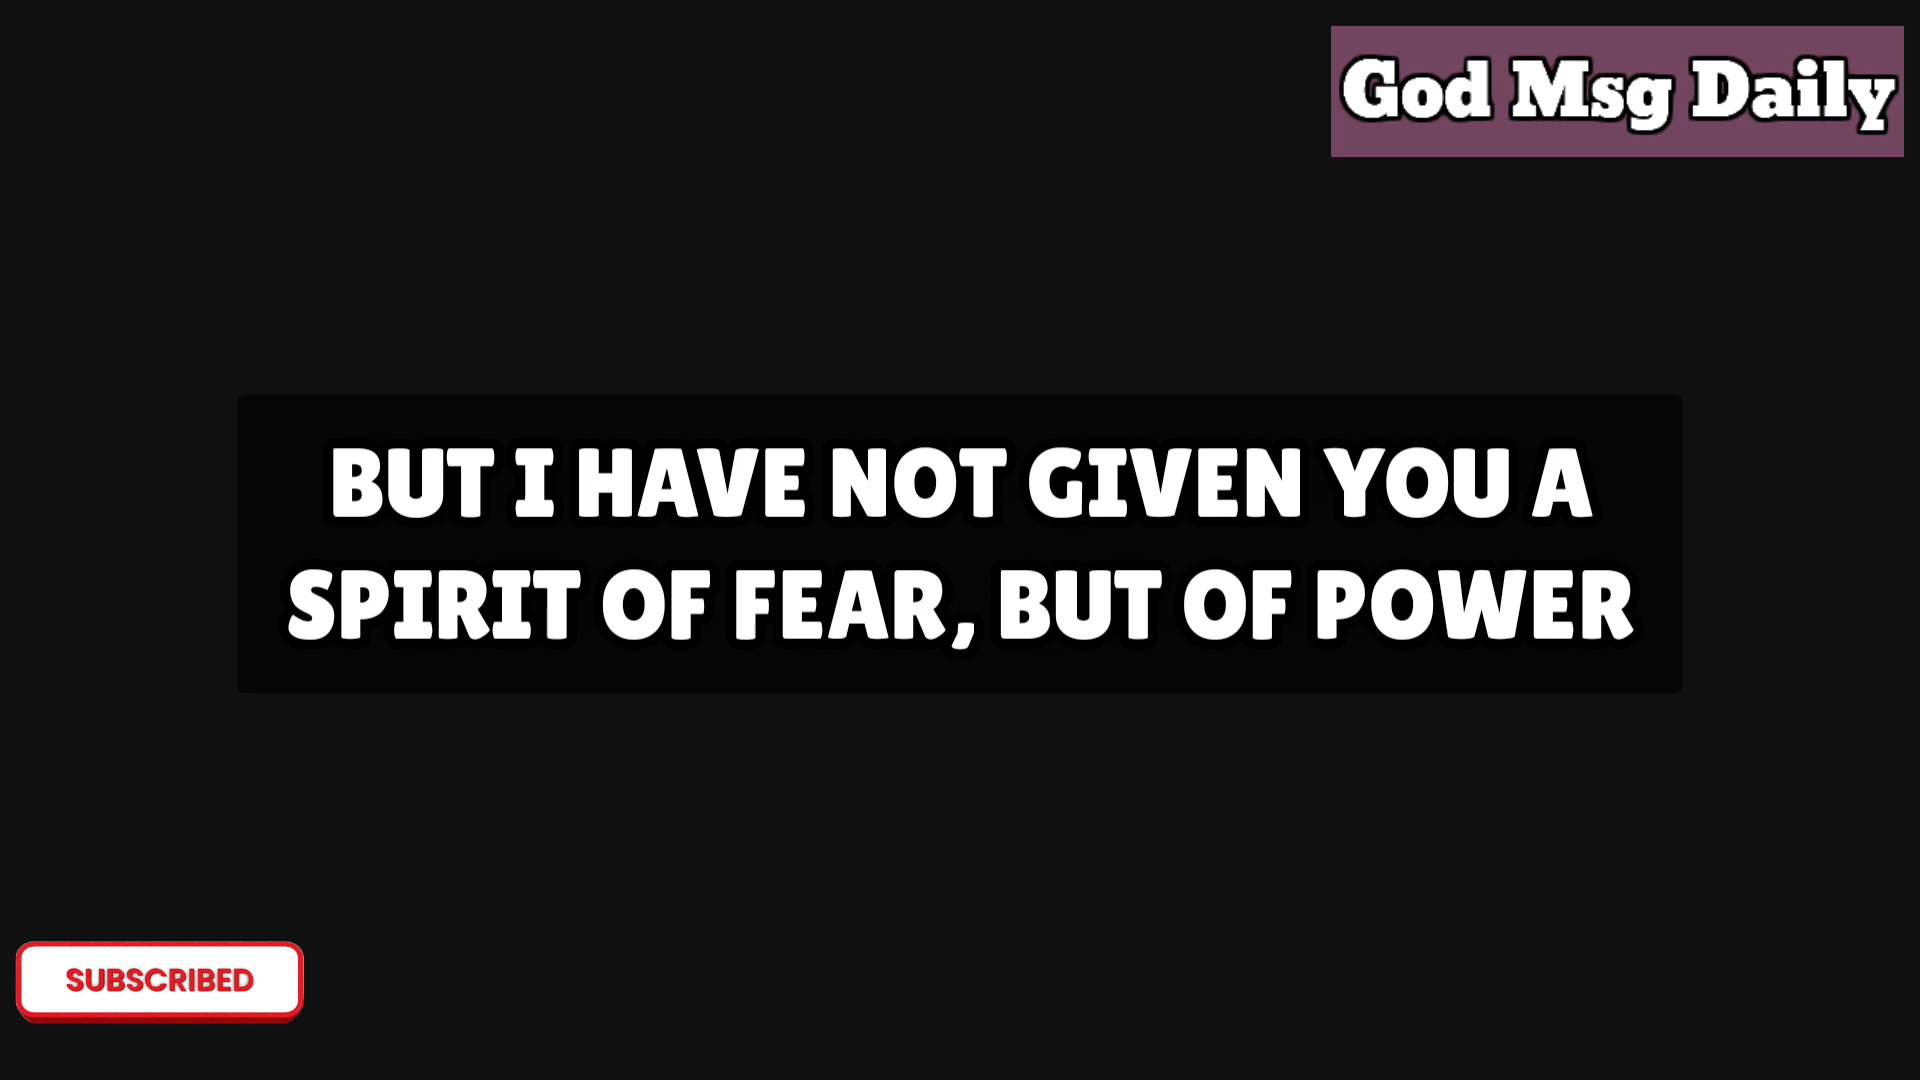 God Msg Daily
BUT I HAVE NOT GIVEN YOU A
SPIRIT OF FEAR, BUT OF POWER
SUBSCRIBED